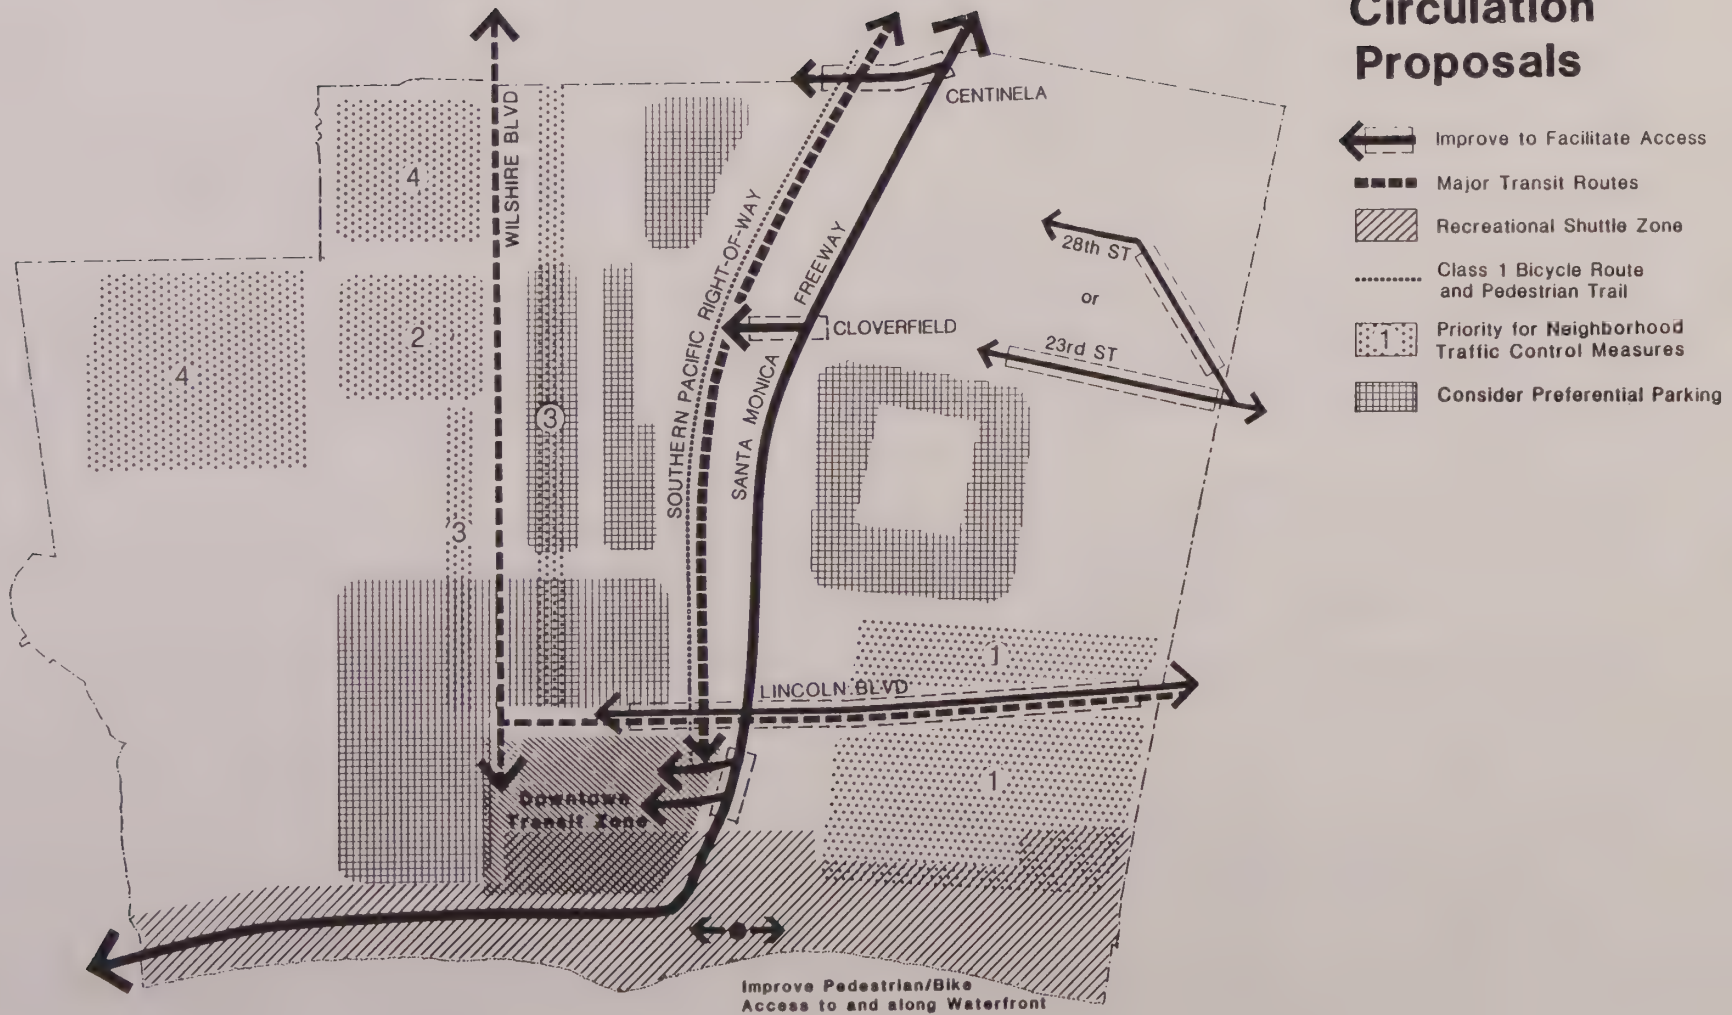 Circulation
Proposals
Improve to Facilitate Access
Major Transit Routes
Recreational Shuttle Zone
Class 1 Bicycle Route
and Pedestrian Trail
1
Priority for Neighborhood
Traffic Control Measures
Consider Preferential Parking
CENTINELA
WILSHIRE BLVD
4
SOUTHERN PACIFIC RIGHT-OF-WAY
SANTA MONICA FREEWAY
28th ST
or
23rd ST
CLOVERFIELD
2
4
3
3
1
LINCOLN BLVD
1
Downtown
Transit Zone
Improve Pedestrian/Bike
Access to and along Waterfront